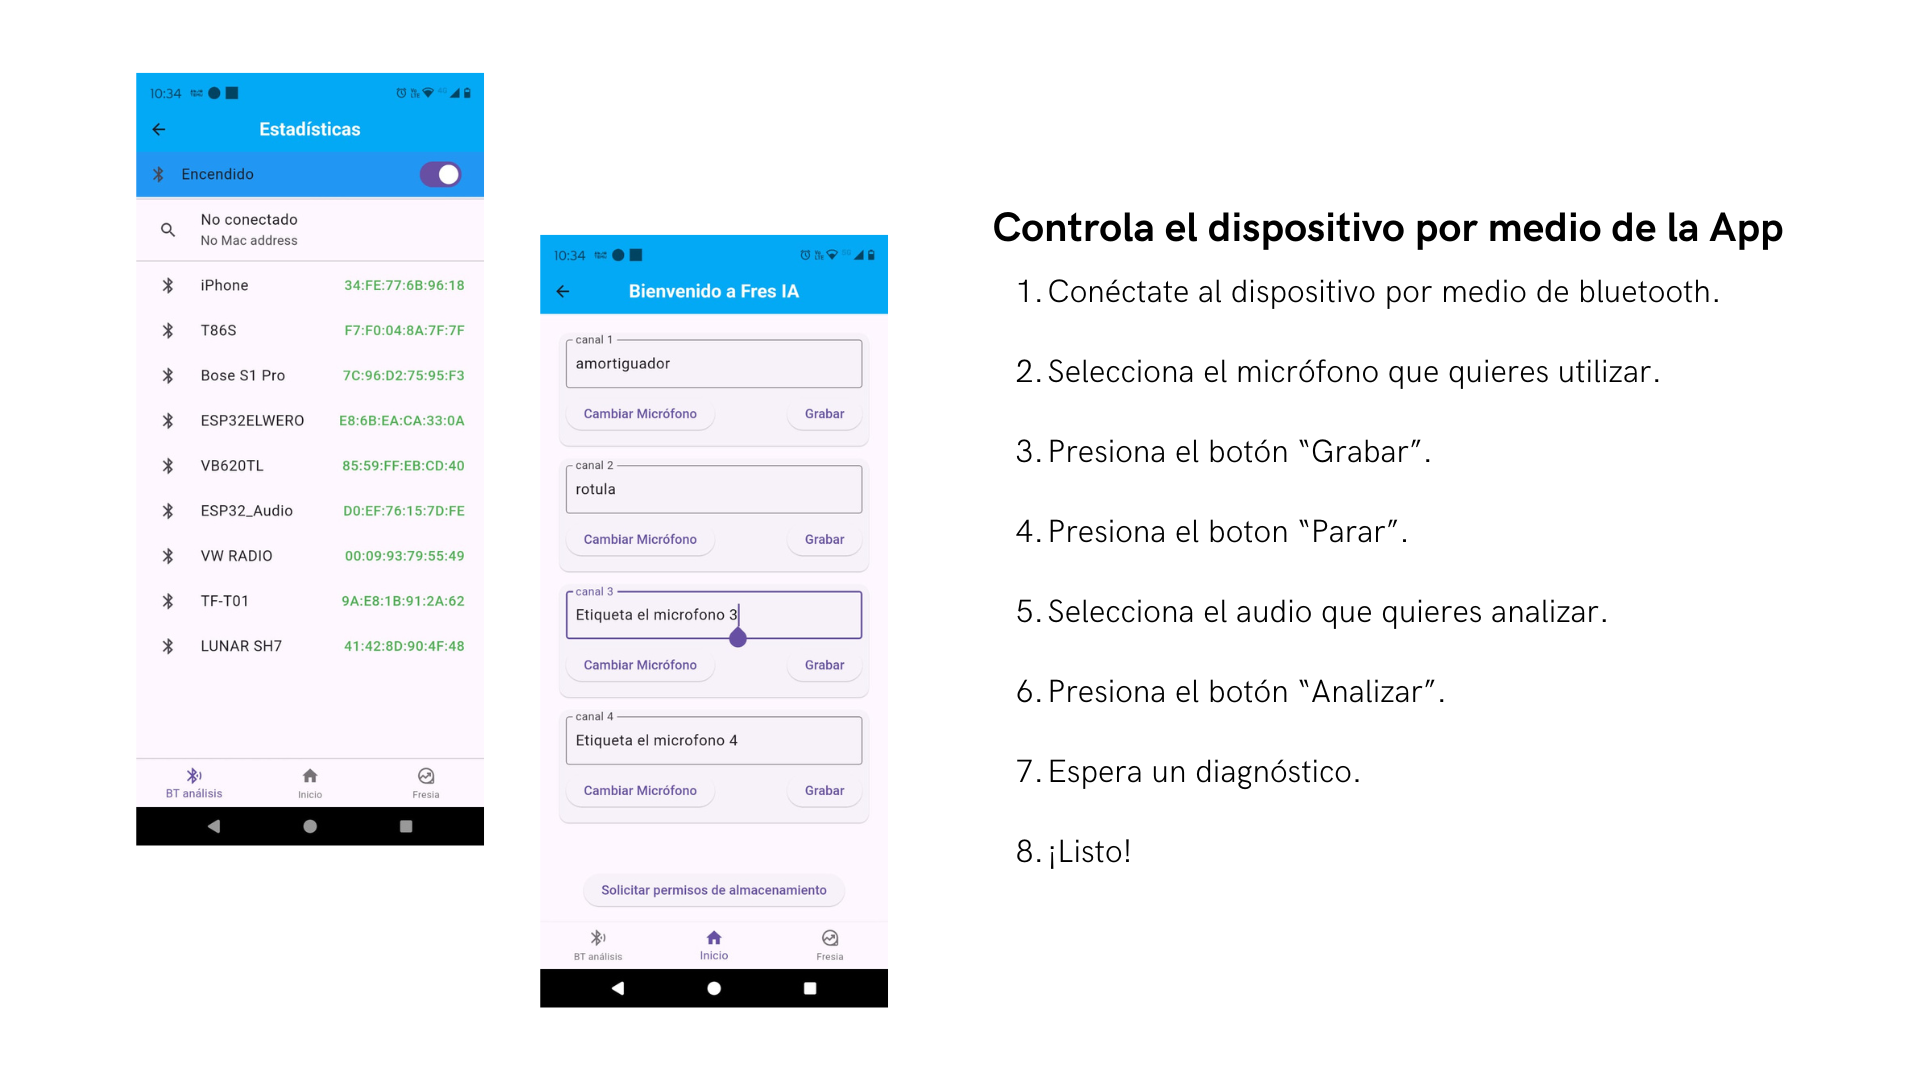 10:34
Estadísticas
Encendido
No conectado
No Mac address
iPhone 34:FE:77:6B:96:18
T86S F7:F0:04:8A:7F:7F
Bose S1 Pro 7C:96:D2:75:95:F3
ESP32ELWERO E8:6B:EA:CA:33:0A
VB620TL 85:59:FF:EB:CD:40
ESP32_Audio D0:EF:76:15:7D:FE
VW RADIO 00:09:93:79:55:49
TF-T01 9A:E8:1B:91:2A:62
LUNAR SH7 41:42:8D:90:4F:48
BT análisis Inicio Fresia
10:34
Bienvenido a Fres IA
canal 1
amortiguador
Cambiar Micrófono Grabar
canal 2
rotula
Cambiar Micrófono Grabar
canal 3
Etiqueta el microfono 3
Cambiar Micrófono Grabar
canal 4
Etiqueta el microfono 4
Cambiar Micrófono Grabar
Solicitar permisos de almacenamiento
BT análisis Inicio Fresia
Controla el dispositivo por medio de la App
1. Conéctate al dispositivo por medio de bluetooth.
2. Selecciona el micrófono que quieres utilizar.
3. Presiona el botón “Grabar”.
4. Presiona el boton “Parar”.
5. Selecciona el audio que quieres analizar.
6. Presiona el botón “Analizar”.
7. Espera un diagnóstico.
8. ¡Listo!